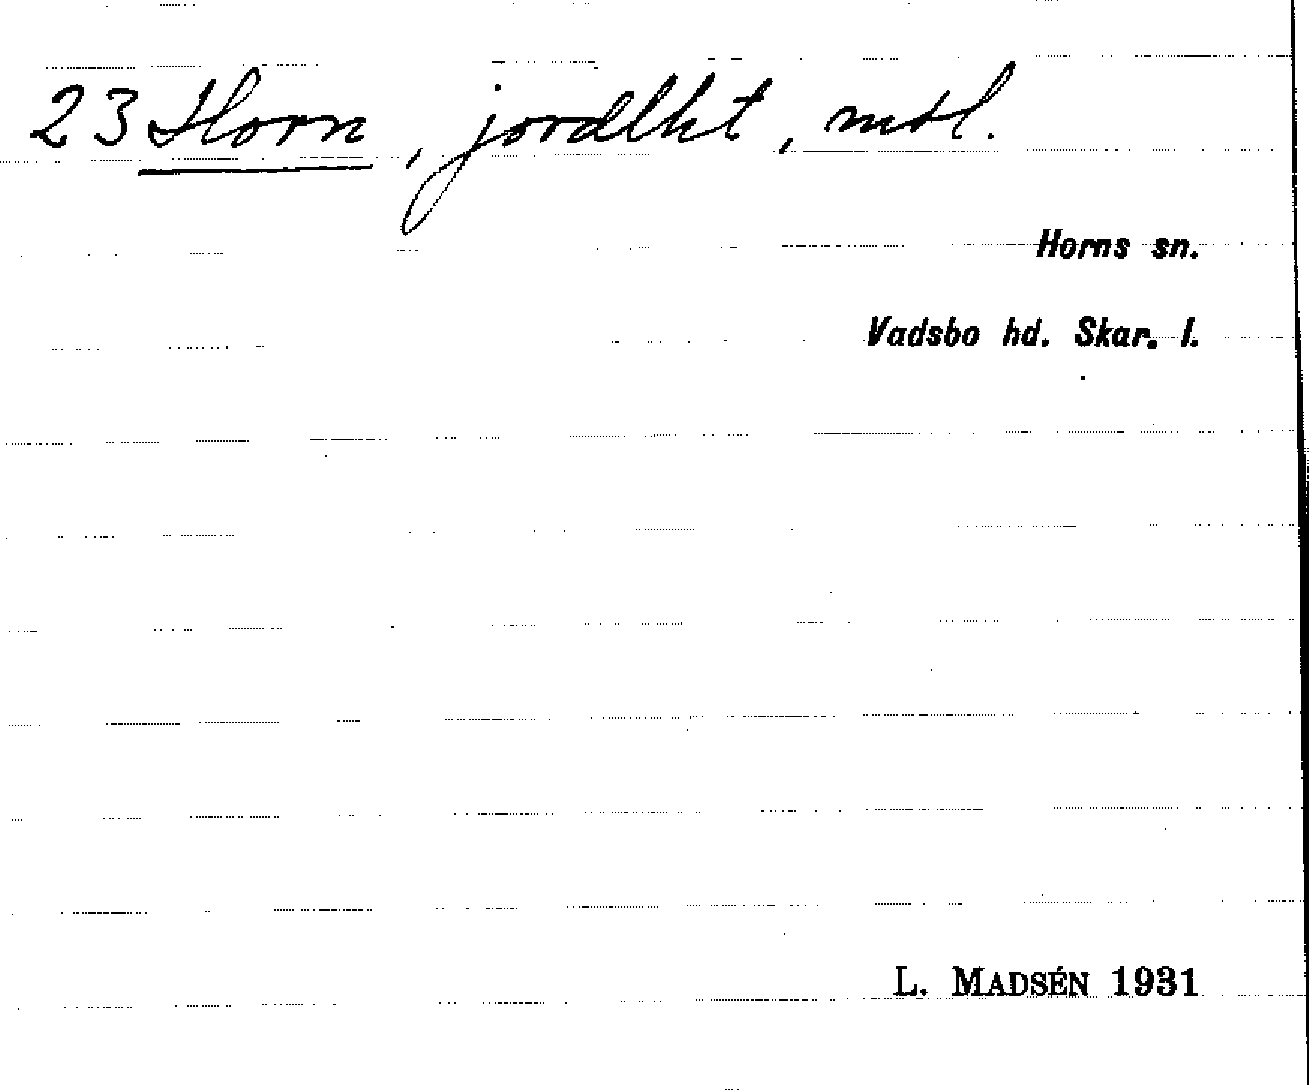 23 Horn, jordlht, mtl.
Horns sn.
Vadsbo hd. Skar. l.
L. MADSÉN 1931